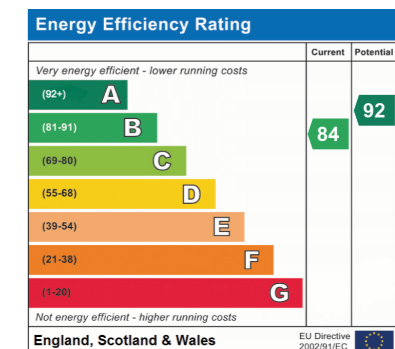 Energy Efficiency Rating
Current Potential
Very energy efficient - lower running costs
(92+) A
92
(81-91) B
84
(69-80) C
(55-68) D
(39-54) E
(21-38) F
(1-20) G
Not energy efficient - higher running costs
England, Scotland & Wales
EU Directive
2002/91/EC